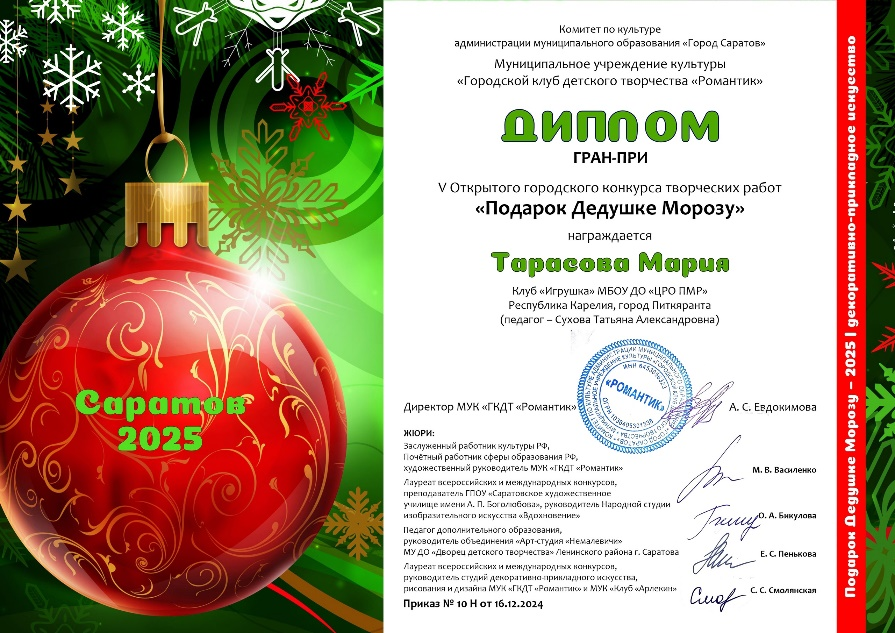 Комитет по культуре
администрации муниципального образования «Город Саратов»
Муниципальное учреждение культуры
«Городской клуб детского творчества «Романтик»
ДИПЛОМ
ГРАН-ПРИ
V Открытого городского конкурса творческих работ
«Подарок Дедушке Морозу»
награждается
Тарасова Мария
Клуб «Игрушка» МБОУ ДО «ЦРО ПМР»
Республика Карелия, город Питкяранта
(педагог – Сухова Татьяна Александровна)
«РОМАНТИК»
Директор МУК «ГКДТ «Романтик»
А. С. Евдокимова
ЖЮРИ:
Заслуженный работник культуры РФ,
Почётный работник сферы образования РФ,
художественный руководитель МУК «ГКДТ «Романтик»
М. В. Василенко
Лауреат всероссийских и международных конкурсов,
преподаватель ГПОУ «Саратовское художественное
училище имени А. П. Боголюбова», руководитель Народной студии
изобразительного искусства «Вдохновение»
О. А. Бикулова
Педагог дополнительного образования,
руководитель объединения «Арт-студия «Немалевичи»
МУ ДО «Дворец детского творчества» Ленинского района г. Саратова
Е. С. Пенькова
Лауреат всероссийских и международных конкурсов,
руководитель студий декоративно-прикладного искусства,
рисования и дизайна МУК «ГКДТ «Романтик» и МУК «Клуб «Арлекин»
С. С. Смолянская
Приказ № 10 Н от 16.12.2024
Саратов
2025
Подарок Дедушке Морозу – 2025 | декоративно-прикладное искусство